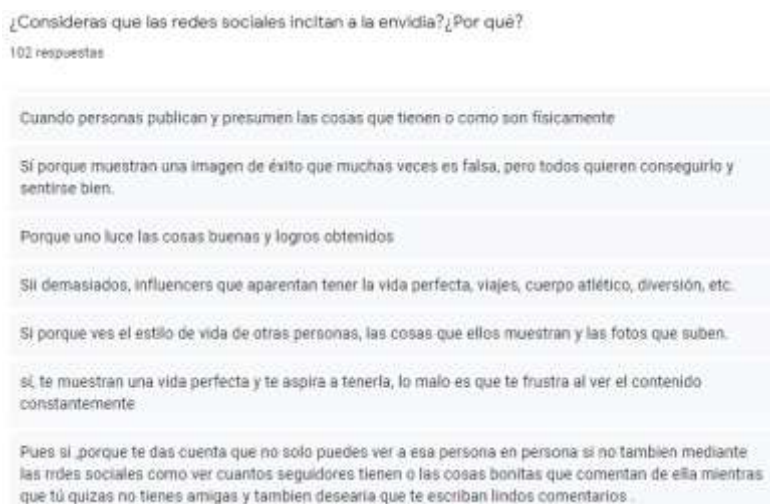 ¿Consideras que las redes sociales incitan a la envidia?¿Por qué?
102 respuestas
Cuando personas publican y presumen las cosas que tienen o como son físicamente
Sí porque muestran una imagen de éxito que muchas veces es falsa, pero todos quieren conseguirlo y
sentirse bien.
Porque uno luce las cosas buenas y logros obtenidos
Sii demasiados, influencers que aparentan tener la vida perfecta, viajes, cuerpo atlético, diversión, etc.
Si porque ves el estilo de vida de otras personas, las cosas que ellos muestran y las fotos que suben.
sí, te muestran una vida perfecta y te aspira a tenerla, lo malo es que te frustra al ver el contenido
constantemente
Pues si ,porque te das cuenta que no solo puedes ver a esa persona en persona si no tambien mediante
las rrdes sociales como ver cuantos seguidores tienen o las cosas bonitas que comentan de ella mientras
que tú quizas no tienes amigas y tambien desearia que te escriban lindos comentarios .